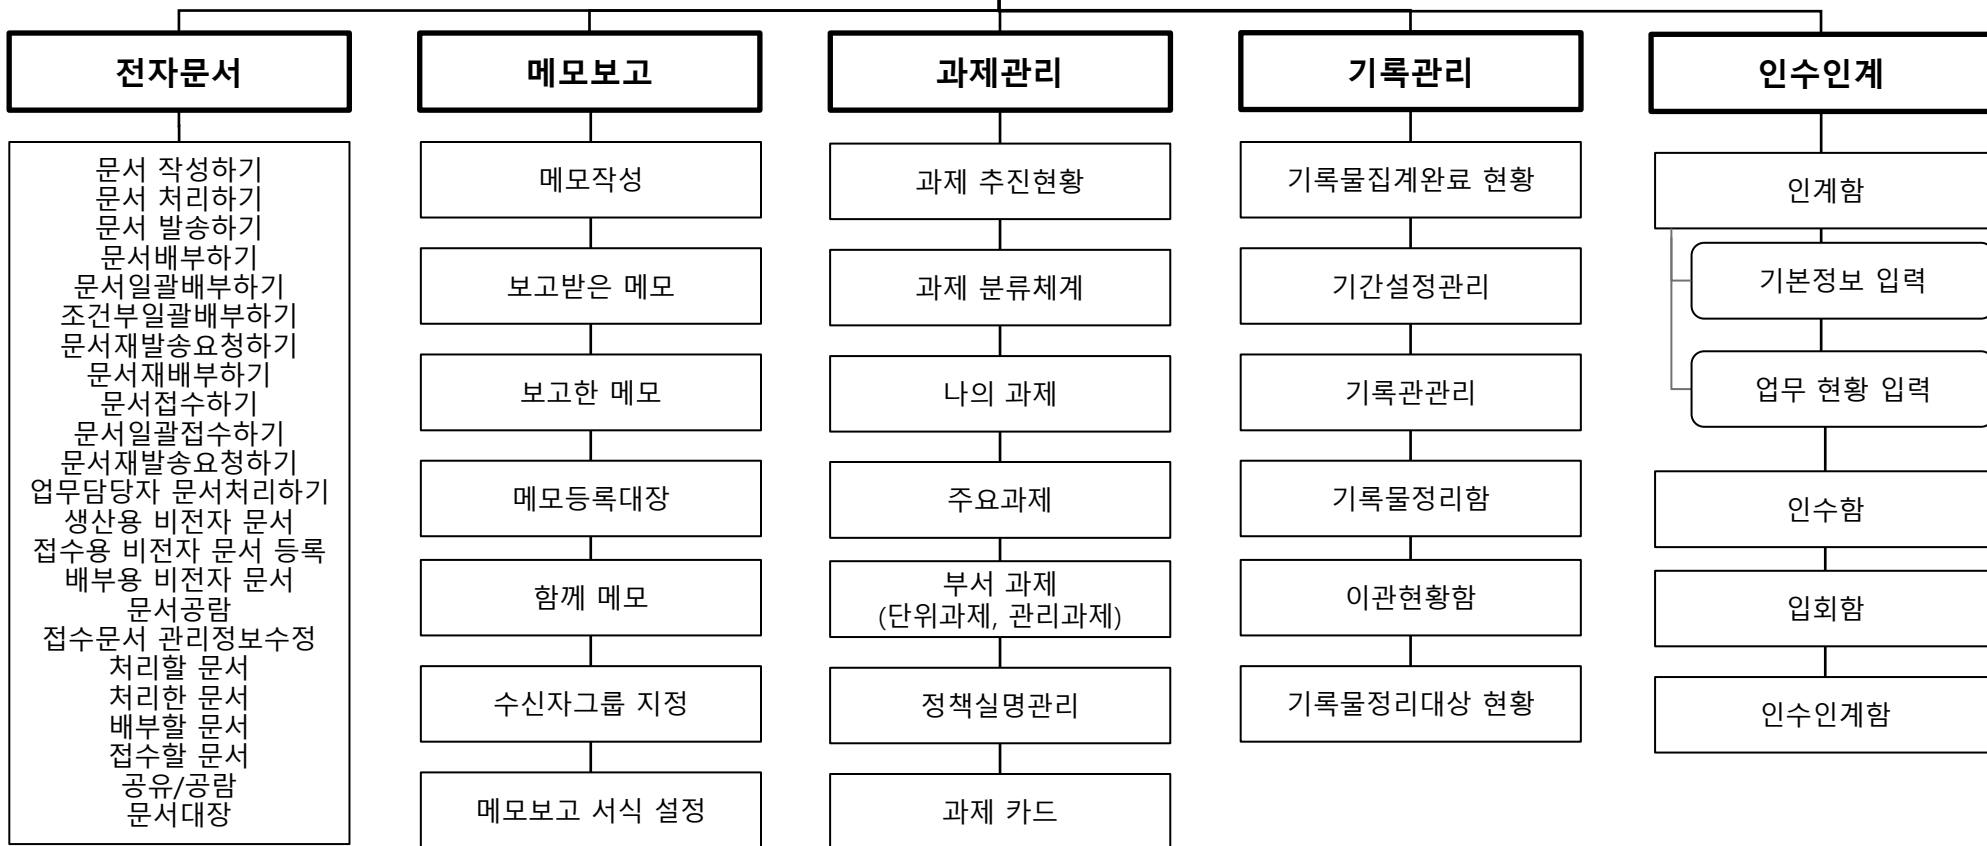 전자문서
문서 작성하기
문서 처리하기
문서 발송하기
문서배부하기
문서일괄배부하기
조건부일괄배부하기
문서재발송요청하기
문서재배부하기
문서접수하기
문서일괄접수하기
문서재발송요청하기
업무담당자 문서처리하기
생산용 비전자 문서
접수용 비전자 문서 등록
배부용 비전자 문서
문서공람
접수문서 관리정보수정
처리할 문서
처리한 문서
배부할 문서
접수할 문서
공유/공람
문서대장
메모보고
메모작성
보고받은 메모
보고한 메모
메모등록대장
함께 메모
수신자그룹 지정
메모보고 서식 설정
과제관리
과제 추진현황
과제 분류체계
나의 과제
주요과제
부서 과제
(단위과제, 관리과제)
정책실명관리
과제 카드
기록관리
기록물집계완료 현황
기간설정관리
기록관관리
기록물정리함
이관현황함
기록물정리대상 현황
인수인계
인계함
기본정보 입력
업무 현황 입력
인수함
입회함
인수인계함